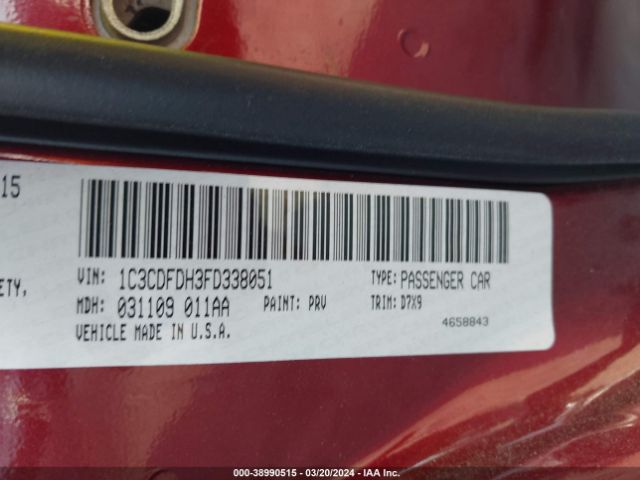 15
VIN: 1C3CDFDH3FD338051 TYPE: PASSENGER CAR
ETY,
MDH: 031109 011AA PAINT: PRV TRIM: D7X9
VEHICLE MADE IN U.S.A. 4658843
000-38990515 - 03/20/2024 - IAA Inc.